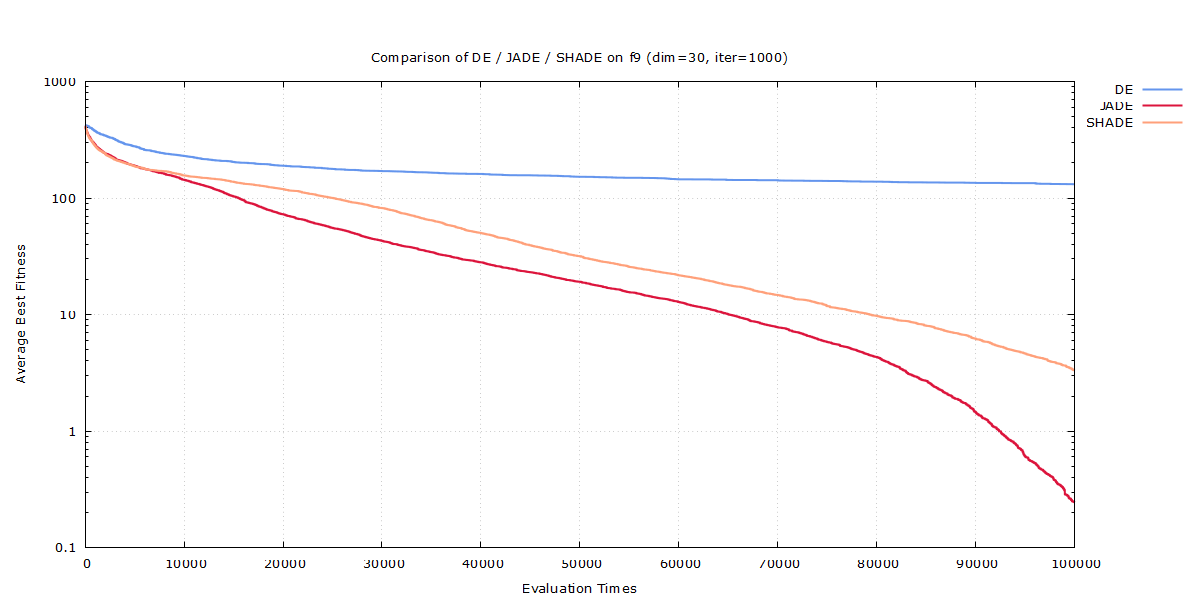 Comparison of DE / JADE / SHADE on f9 (dim=30, iter=1000)
DE
JADE
SHADE
1000
100
10
1
0.1
Average Best Fitness
0 10000 20000 30000 40000 50000 60000 70000 80000 90000 100000
Evaluation Times